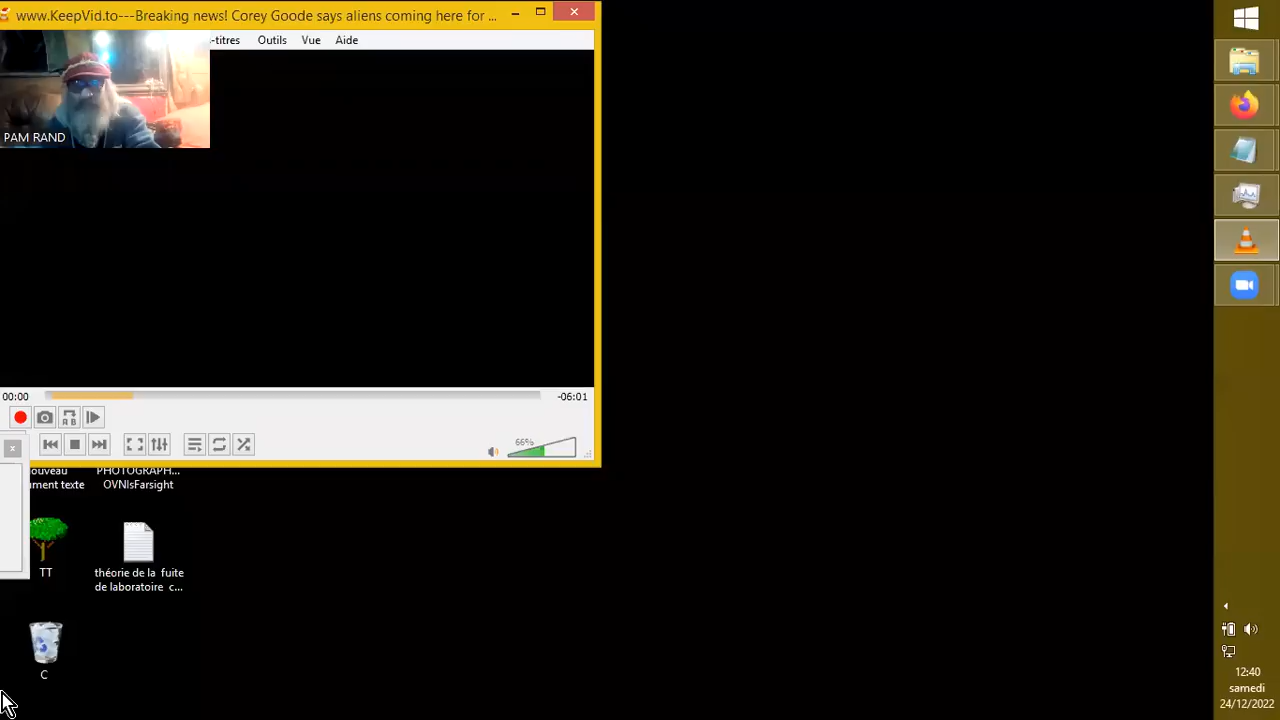 www.KeepVid.to---Breaking news! Corey Goode says aliens coming here for ...
-titres Outils Vue Aide
PAM RAND
00:00 -06:01
66%
ouveau
ument texte
PHOTOGRAPH...
OVNIsFarsight
TT
théorie de la fuite
de laboratoire c...
C
12:40
samedi
24/12/2022